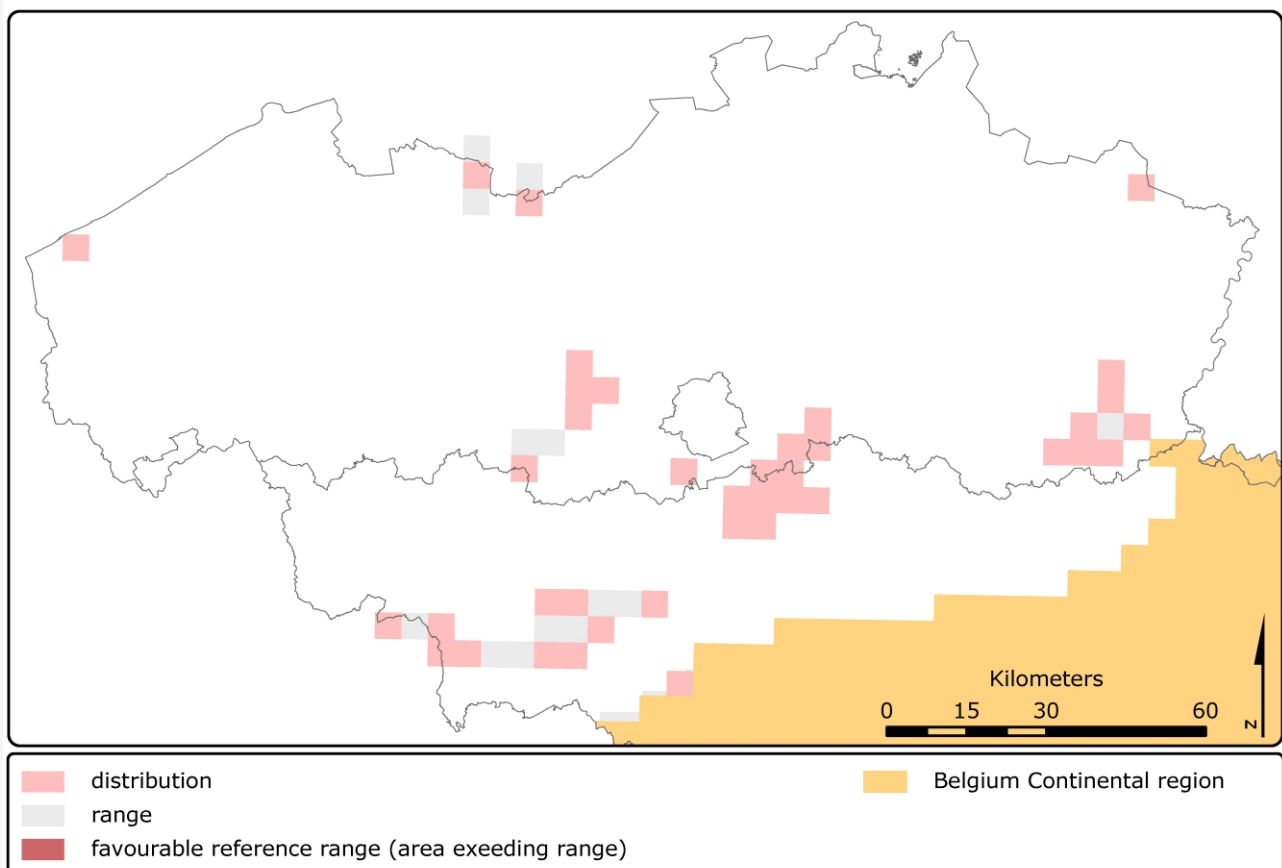 Kilometers
0 15 30 60
N
distribution
range
favourable reference range (area exeeding range)
Belgium Continental region